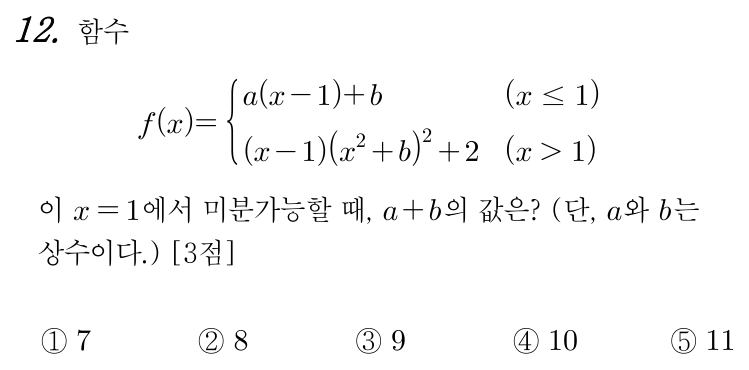 12. 함수
f(x)= { a(x−1)+b (x ≤ 1)
(x−1)(x²+b)²+2 (x > 1)
이 x=1에서 미분가능할 때, a+b의 값은? (단, a와 b는
상수이다.) [3점]
① 7 ② 8 ③ 9 ④ 10 ⑤ 11